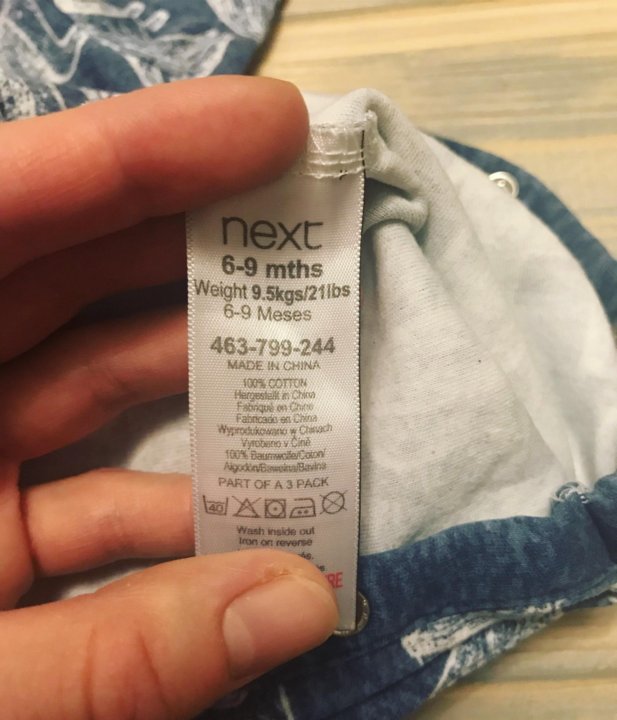 next
6-9 mths
Weight 9.5kgs/21lbs
6-9 Meses
463-799-244
MADE IN CHINA
100% COTTON
Hergestellt in China
Fabriqué en Chine
Fabricado en China
Wyprodukowano w Chinach
Vyrobeno v Číně
100% Baumwolle/Coton/
Algodón/Bawełna/Bavlna
PART OF A 3 PACK
40
Wash inside out
Iron on reverse